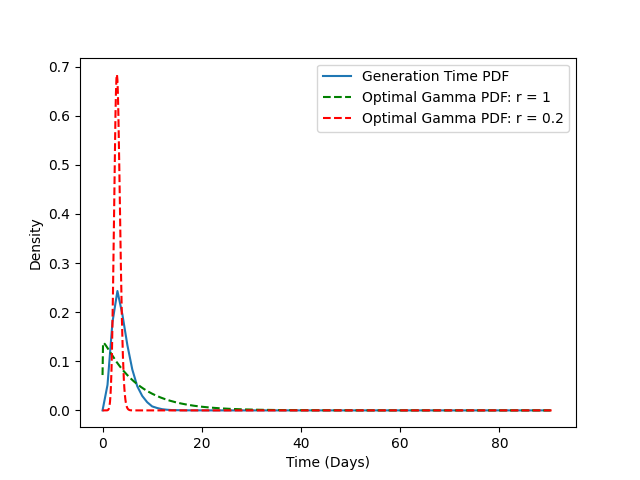 Generation Time PDF
Optimal Gamma PDF: r = 1
Optimal Gamma PDF: r = 0.2
0.7
0.6
0.5
0.4
0.3
0.2
0.1
0.0
Density
0 20 40 60 80
Time (Days)